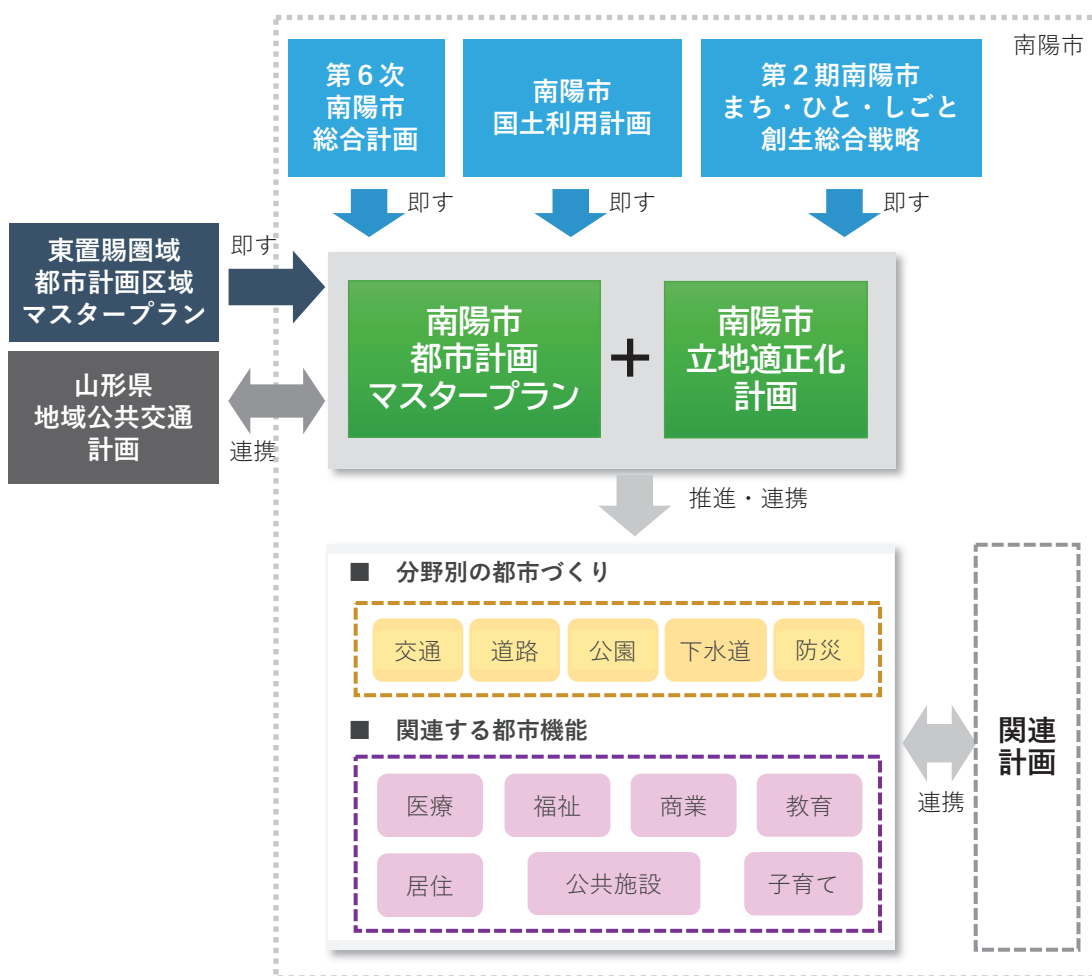 南陽市
第6次
南陽市
総合計画
南陽市
国土利用計画
第2期南陽市
まち・ひと・しごと
創生総合戦略
即す
即す
即す
東置賜圏域
都市計画区域
マスタープラン
即す
山形県
地域公共交通
計画
連携
南陽市
都市計画
マスタープラン
+
南陽市
立地適正化
計画
推進・連携
■ 分野別の都市づくり
交通 道路 公園 下水道 防災
■ 関連する都市機能
医療 福祉 商業 教育
居住 公共施設 子育て
連携
関連
計画